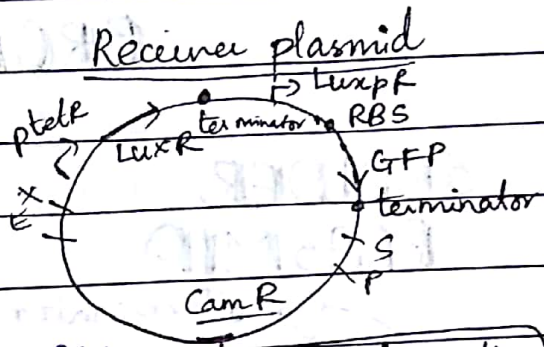 Receiver plasmid
LuxpR
ptetR
terminator
RBS
LuxR
GFP
X
E
terminator
S
P
CamR